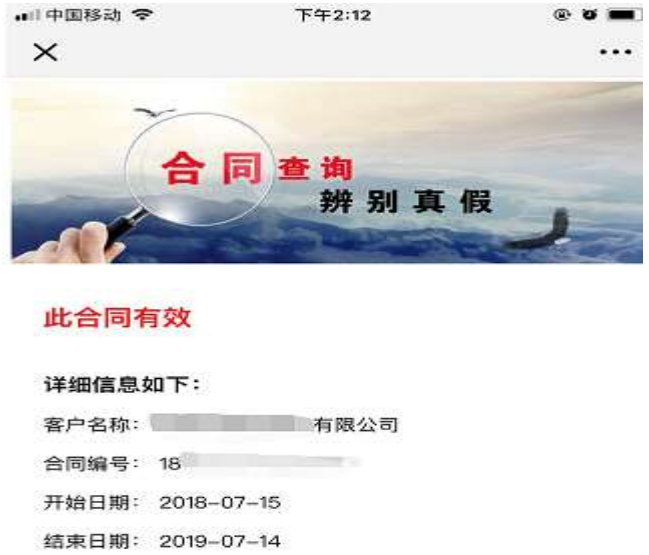 中国移动 下午2:12
合同查询
辨别真假
此合同有效
详细信息如下:
客户名称: 有限公司
合同编号: 18
开始日期: 2018-07-15
结束日期: 2019-07-14